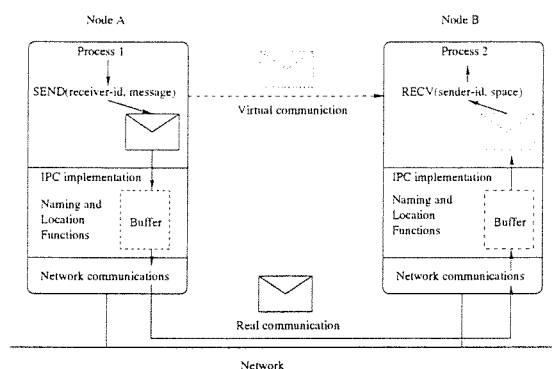 Node A
Node B
Process 1
Process 2
SEND(receiver-id, message)
RECV(sender-id, space)
Virtual communiction
IPC implementation
IPC implementation
Naming and
Location
Functions
Buffer
Naming and
Location
Functions
Buffer
Network communications
Network communications
Real communication
Network